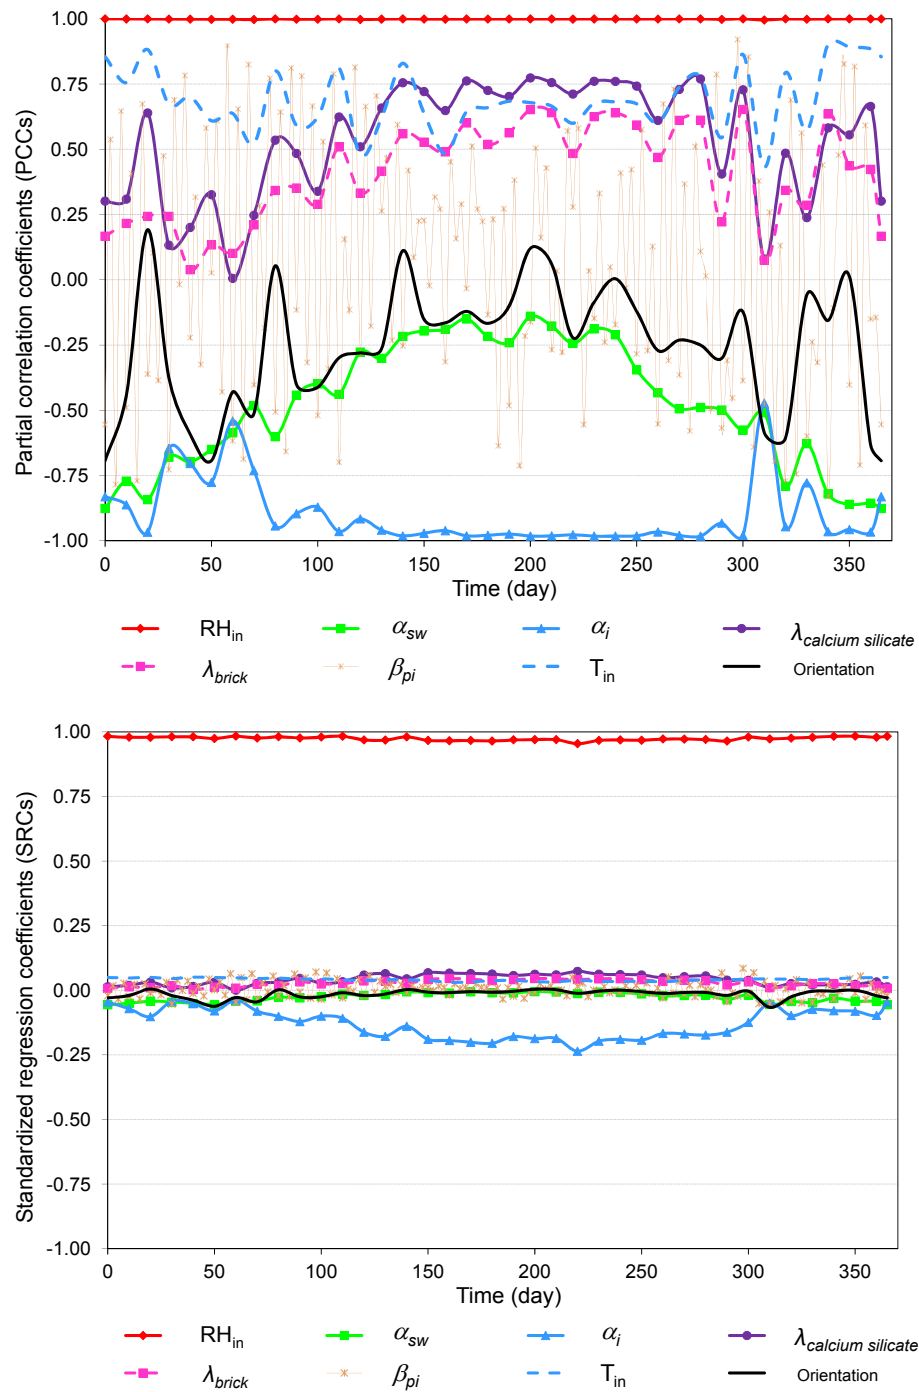 1.00
0.75
0.50
0.25
0.00
-0.25
-0.50
-0.75
-1.00
Partial correlation coefficients (PCCs)
0 50 100 150 200 250 300 350
Time (day)
RHin αsw αi λcalcium silicate
λbrick βpi Tin Orientation
1.00
0.75
0.50
0.25
0.00
-0.25
-0.50
-0.75
-1.00
Standardized regression coefficients (SRCs)
0 50 100 150 200 250 300 350
Time (day)
RHin αsw αi λcalcium silicate
λbrick βpi Tin Orientation